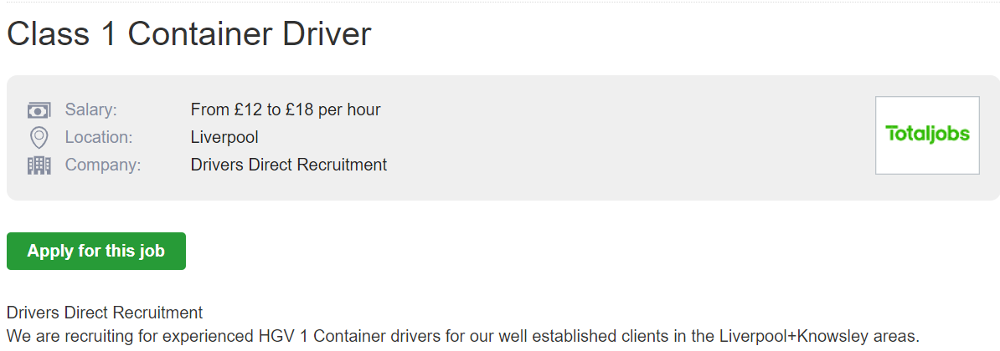 Class 1 Container Driver
Salary: From £12 to £18 per hour
Totaljobs
Location: Liverpool
Company: Drivers Direct Recruitment
Apply for this job
Drivers Direct Recruitment
We are recruiting for experienced HGV 1 Container drivers for our well established clients in the Liverpool+Knowsley areas.